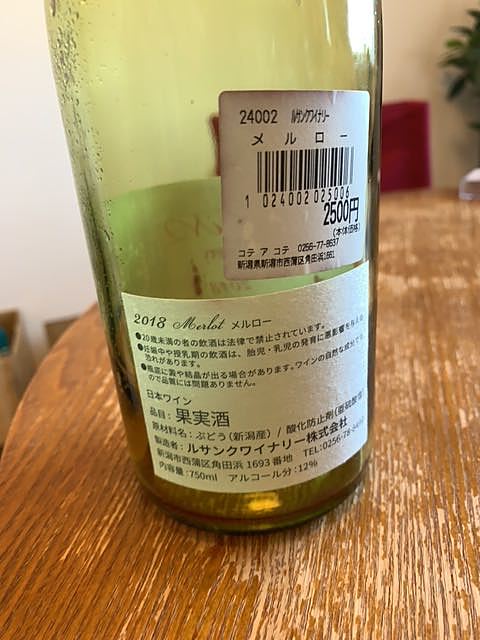 24002 ルサンクワイナリー
メルロー
1 024002 025006
2500円
(本体価格)
コテ ア コテ 0256-77-8637
新潟県新潟市西蒲区角田浜1661
2018 Merlot メルロー
●20歳未満の者の飲酒は法律で禁止されています。
●妊娠中や授乳期の飲酒は、胎児・乳児の発育に悪影響を与える
恐れがあります。
●瓶底に澱や結晶が出る場合があります。ワインの自然な成分
ので品質には問題ありません。
日本ワイン
品目:果実酒
原材料名:ぶどう(新潟産)/酸化防止剤(亜硫酸塩)
製造者:ルサンクワイナリー株式会社
新潟市西蒲区角田浜 1693番地 TEL:0256-78-
内容量:750ml アルコール分:12%